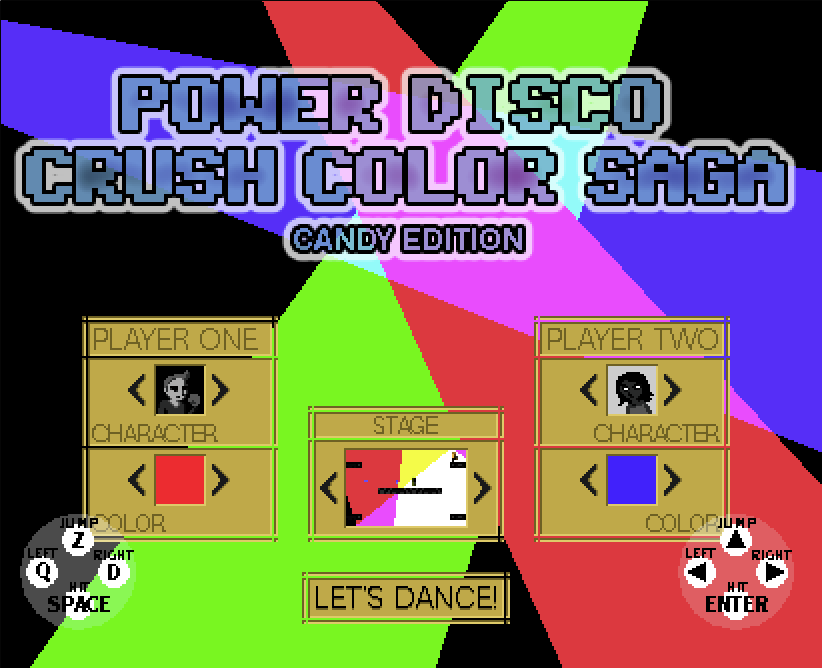 POWER DISCO
CRUSH COLOR SAGA
CANDY EDITION
PLAYER ONE
CHARACTER
COLOR
STAGE
LET'S DANCE!
PLAYER TWO
CHARACTER
COLOR
JUMP
Z
LEFT
RIGHT
Q
D
HIT
SPACE
JUMP
LEFT
RIGHT
HIT
ENTER